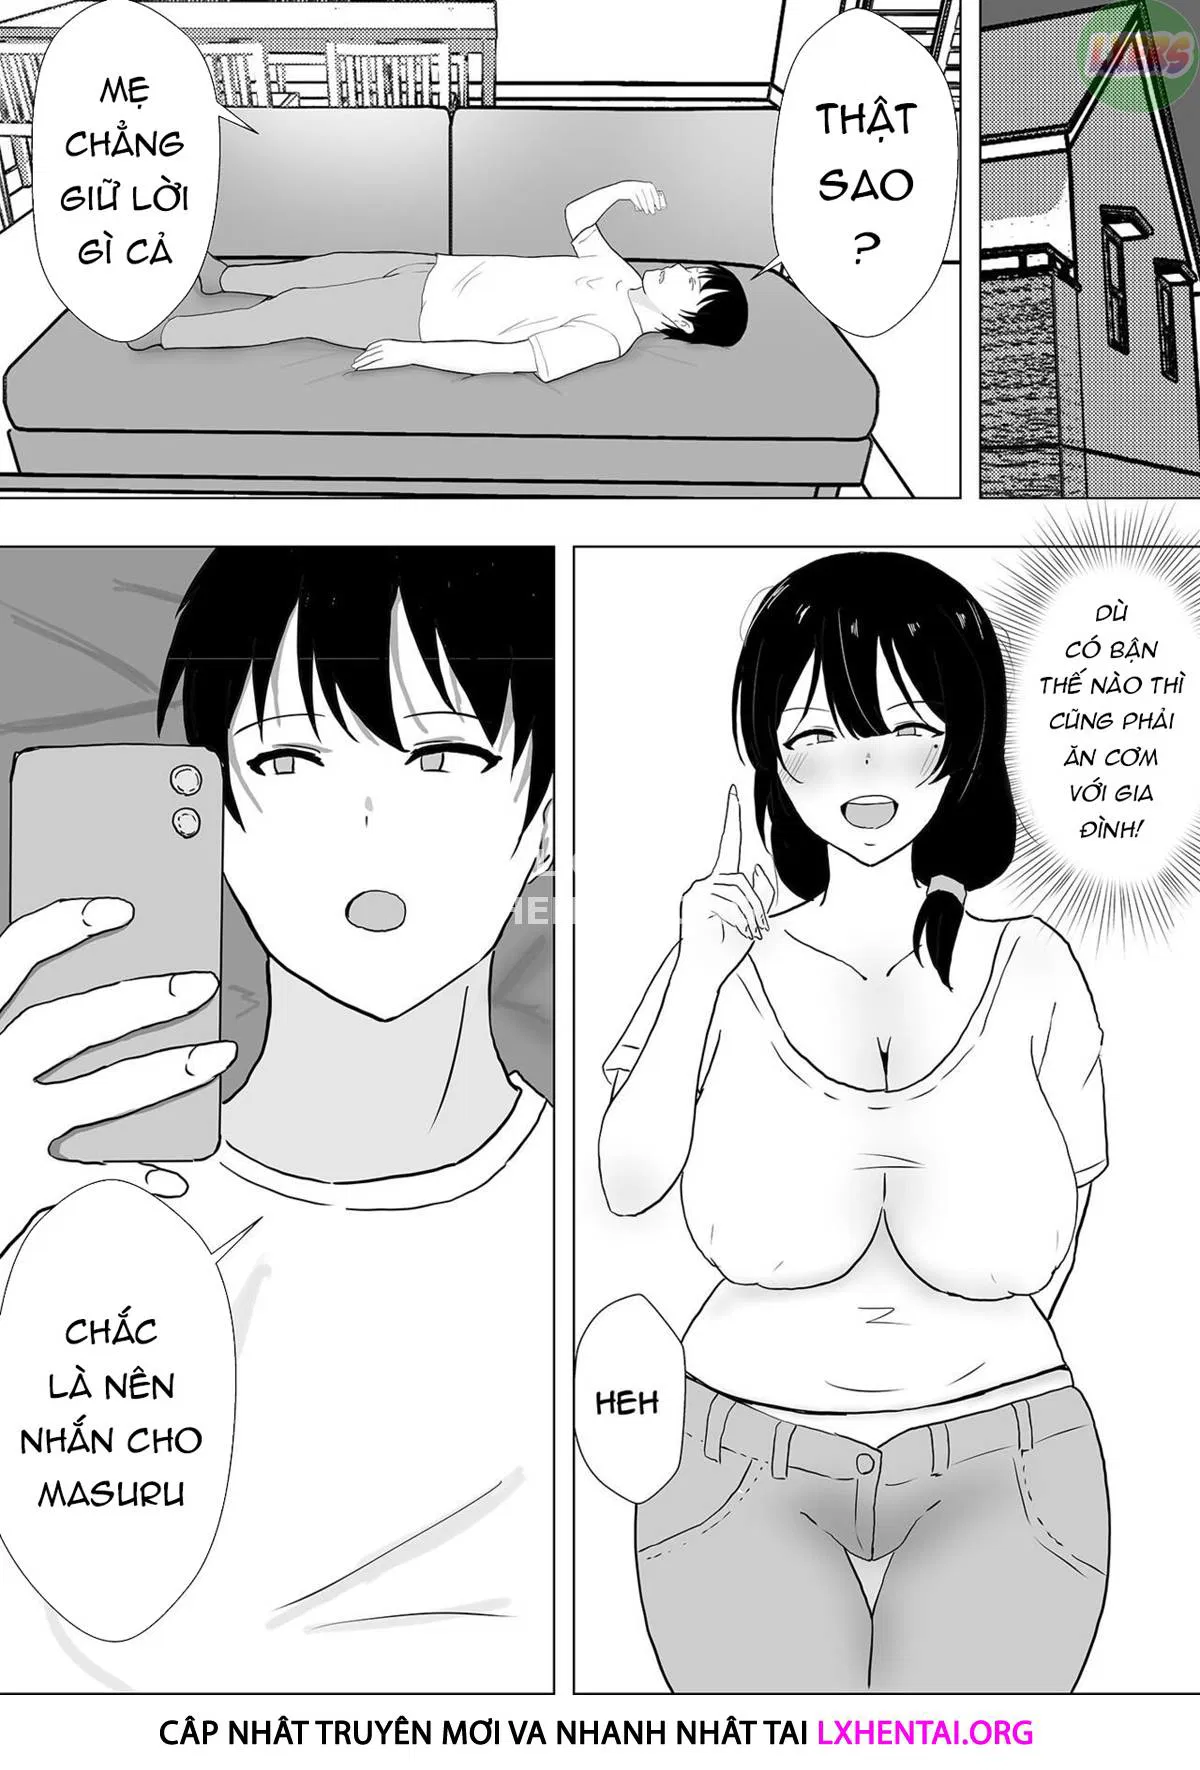 THẬT
SAO
?
MẸ
CHẲNG
GIỮ LỜI
GÌ CẢ
DÙ
CÓ BẬN
THẾ NÀO THÌ
CŨNG PHẢI
ĂN CƠM
VỚI GIA
ĐÌNH!
HEH
CHẮC
LÀ NÊN
NHẮN CHO
MASURU
CẬP NHẬT TRUYỆN MỚI VÀ NHANH NHẤT TẠI LXHENTAI.ORG